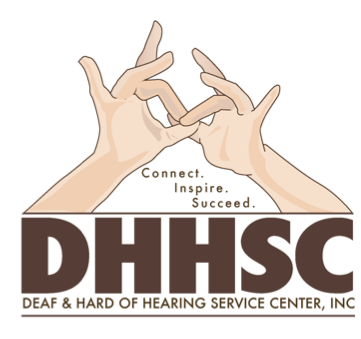 Connect.
Inspire.
Succeed.
DHHSC
DEAF & HARD OF HEARING SERVICE CENTER, INC